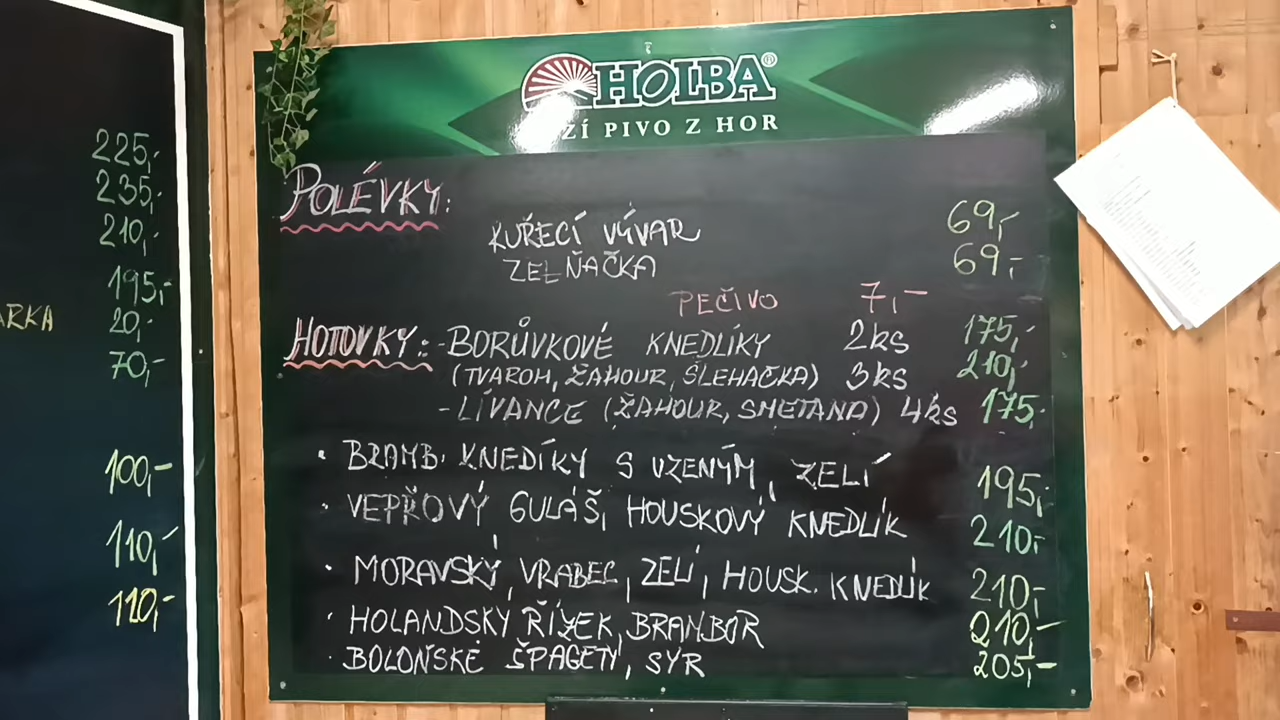 225,-
235,-
210,-
195,-
ARKA 20,-
70,-
100,-
110,-
110,-
HOLBA®
ZÍ PIVO Z HOR
POLÉVKY:
KUŘECÍ VÝVAR 69,-
ZELŇAČKA 69,-
PEČIVO 7,-
HOTOVKY: - BORŮVKOVÉ KNEDLÍKY 2ks 175,-
(TVAROH, ŽAHOUR, ŠLEHAČKA) 3ks 210,-
- LÍVANCE (ŽAHOUR, SMETANA) 4ks 175,-
• BRAMB. KNEDÍKY S UZENÝM, ZELÍ 195,-
• VEPŘOVÝ GULÁŠ, HOUSKOVÝ KNEDLÍK 210,-
• MORAVSKÝ VRABEC, ZELÍ, HOUSK. KNEDLÍK 210,-
• HOLANDSKÝ ŘÍZEK, BRAMBOR 210,-
• BOLOŇSKÉ ŠPAGETY, SÝR 205,-